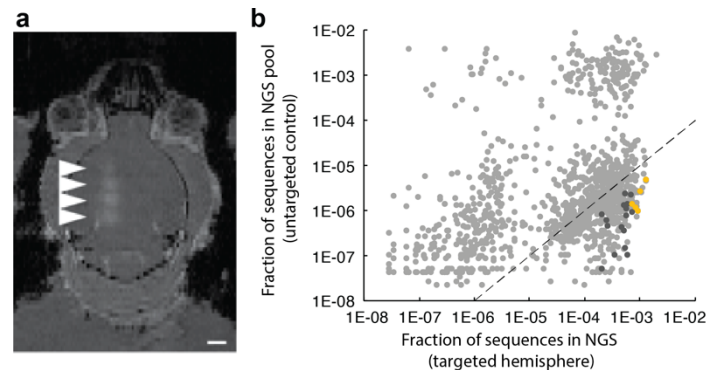 a
b
Fraction of sequences in NGS pool
(untargeted control)
1E-02
1E-03
1E-04
1E-05
1E-06
1E-07
1E-08
1E-08 1E-07 1E-06 1E-05 1E-04 1E-03 1E-02
Fraction of sequences in NGS
(targeted hemisphere)